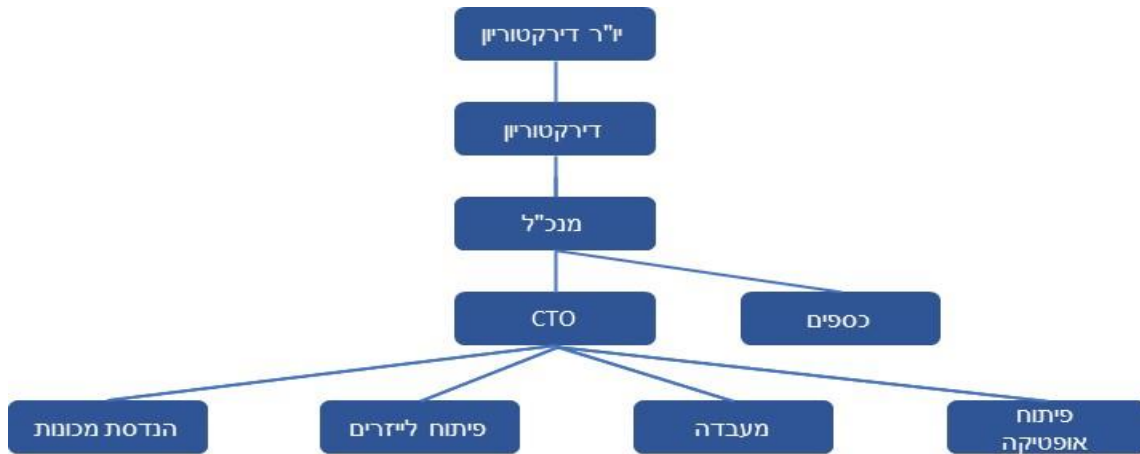 יו"ר דירקטוריון
דירקטוריון
מנכ"ל
CTO
כספים
פיתוח
אופטיקה
מעבדה
פיתוח לייזרים
הנדסת מכונות